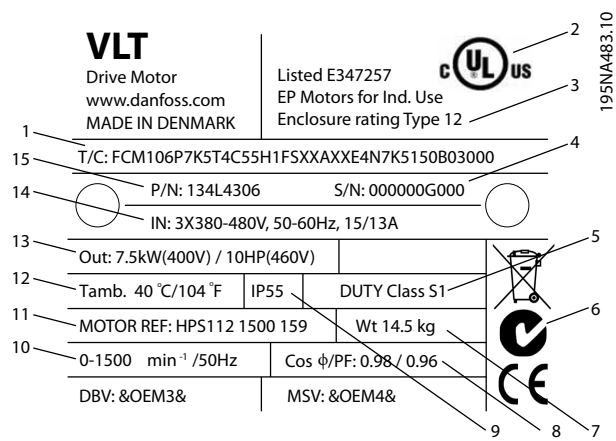 VLT
Drive Motor
www.danfoss.com
MADE IN DENMARK
Listed E347257
EP Motors for Ind. Use
Enclosure rating Type 12
C UL US
2
3
195NA483.10
1
T/C: FCM106P7K5T4C55H1FSXXAXXE4N7K5150B03000
4
15
P/N: 134L4306 S/N: 000000G000
14
IN: 3X380-480V, 50-60Hz, 15/13A
13
Out: 7.5kW(400V) / 10HP(460V)
5
12
Tamb. 40 °C/104 °F IP55 DUTY Class S1
11
MOTOR REF: HPS112 1500 159 Wt 14.5 kg
6
10
0-1500 min⁻¹ /50Hz Cos ϕ/PF: 0.98 / 0.96
CE
DBV: &OEM3& MSV: &OEM4&
9 8 7